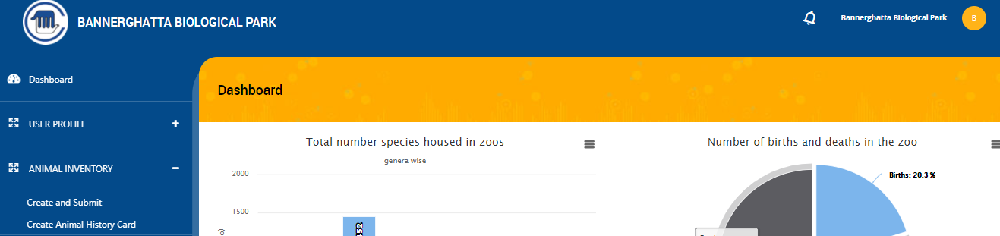 BANNERGHATTA BIOLOGICAL PARK
Bannerghatta Biological Park
B
Dashboard
USER PROFILE
ANIMAL INVENTORY
Create and Submit
Create Animal History Card
Dashboard
Total number species housed in zoos
genera wise
2000
1500
Number of births and deaths in the zoo
Births: 20.3 %